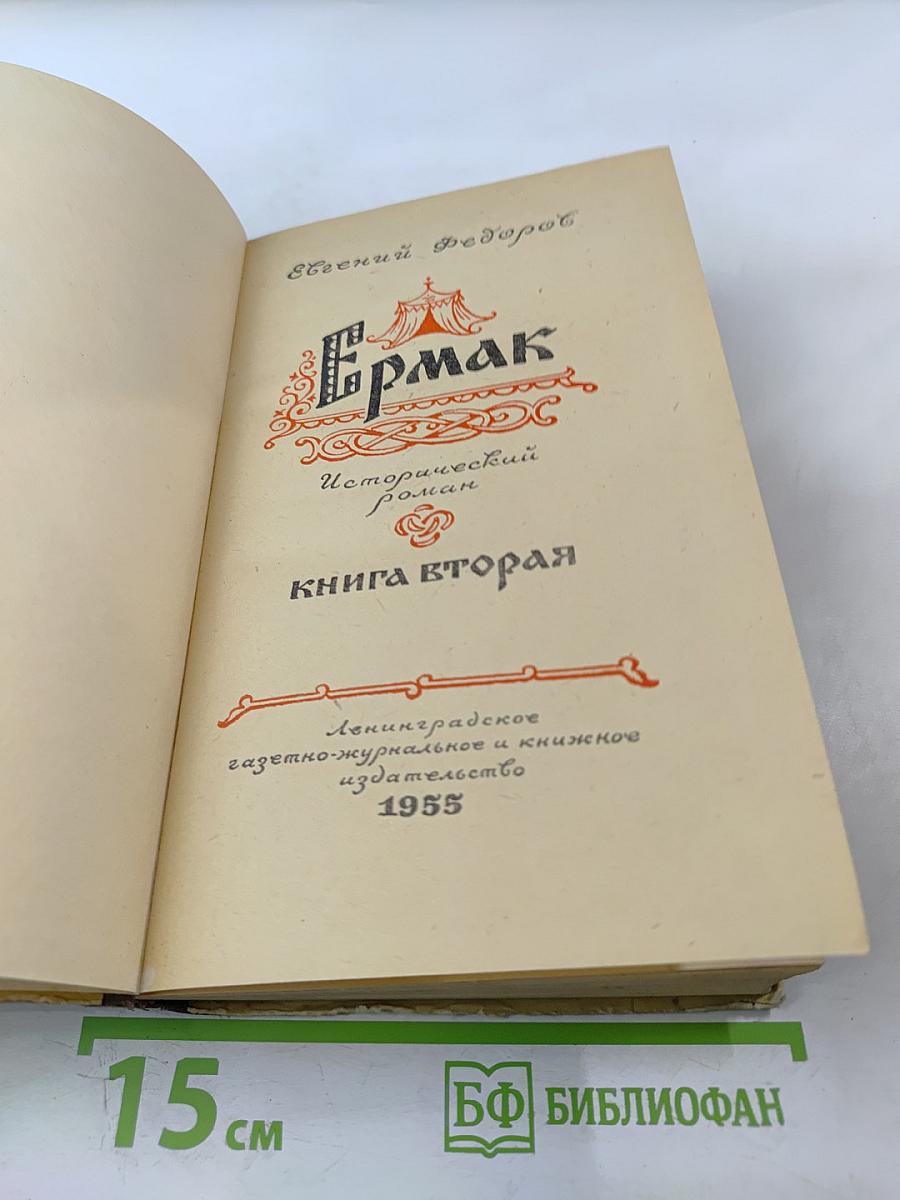 Евгений Федоров
Ермак
Исторический
роман
книга вторая
Ленинградское
газетно-журнальное и книжное
издательство
1955
15 см
БФ БИБЛИОФАН